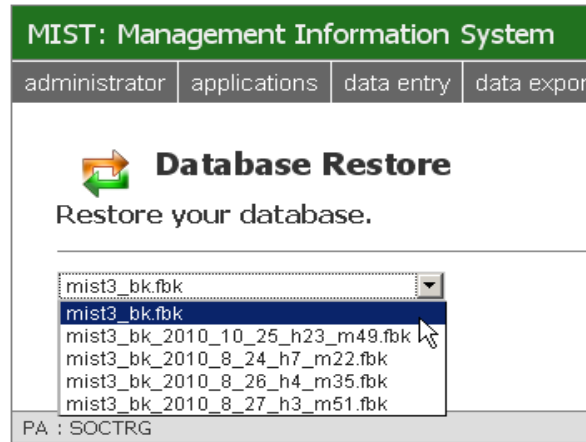 MIST: Management Information System
administrator applications data entry data expor
Database Restore
Restore your database.
mist3_bk.fbk
mist3_bk.fbk
mist3_bk_2010_10_25_h23_m49.fbk
mist3_bk_2010_8_24_h7_m22.fbk
mist3_bk_2010_8_26_h4_m35.fbk
mist3_bk_2010_8_27_h3_m51.fbk
PA : SOCTRG